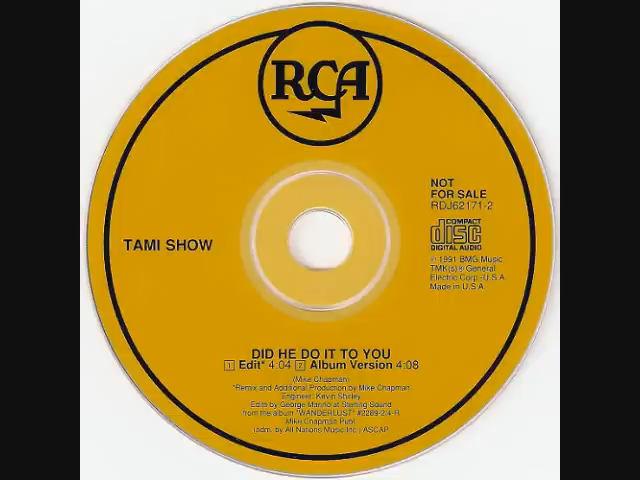 RCA
NOT
FOR SALE
RDJ62171-2
COMPACT
disc
DIGITAL AUDIO
TAMI SHOW
℗ 1991 BMG Music
TMK(s)® General
Electric Corp.-U.S.A.
Made in U.S.A.
DID HE DO IT TO YOU
1 Edit* 4:04 2 Album Version 4:08
(Mike Chapman)
*Remix and Additional Production by Mike Chapman
Engineer: Kevin Shirley
Edits by George Marino at Sterling Sound
from the album "WANDERLUST" #2289-2/4-R
Mike Chapman Publ.
(adm. by All Nations Music Inc.) ASCAP